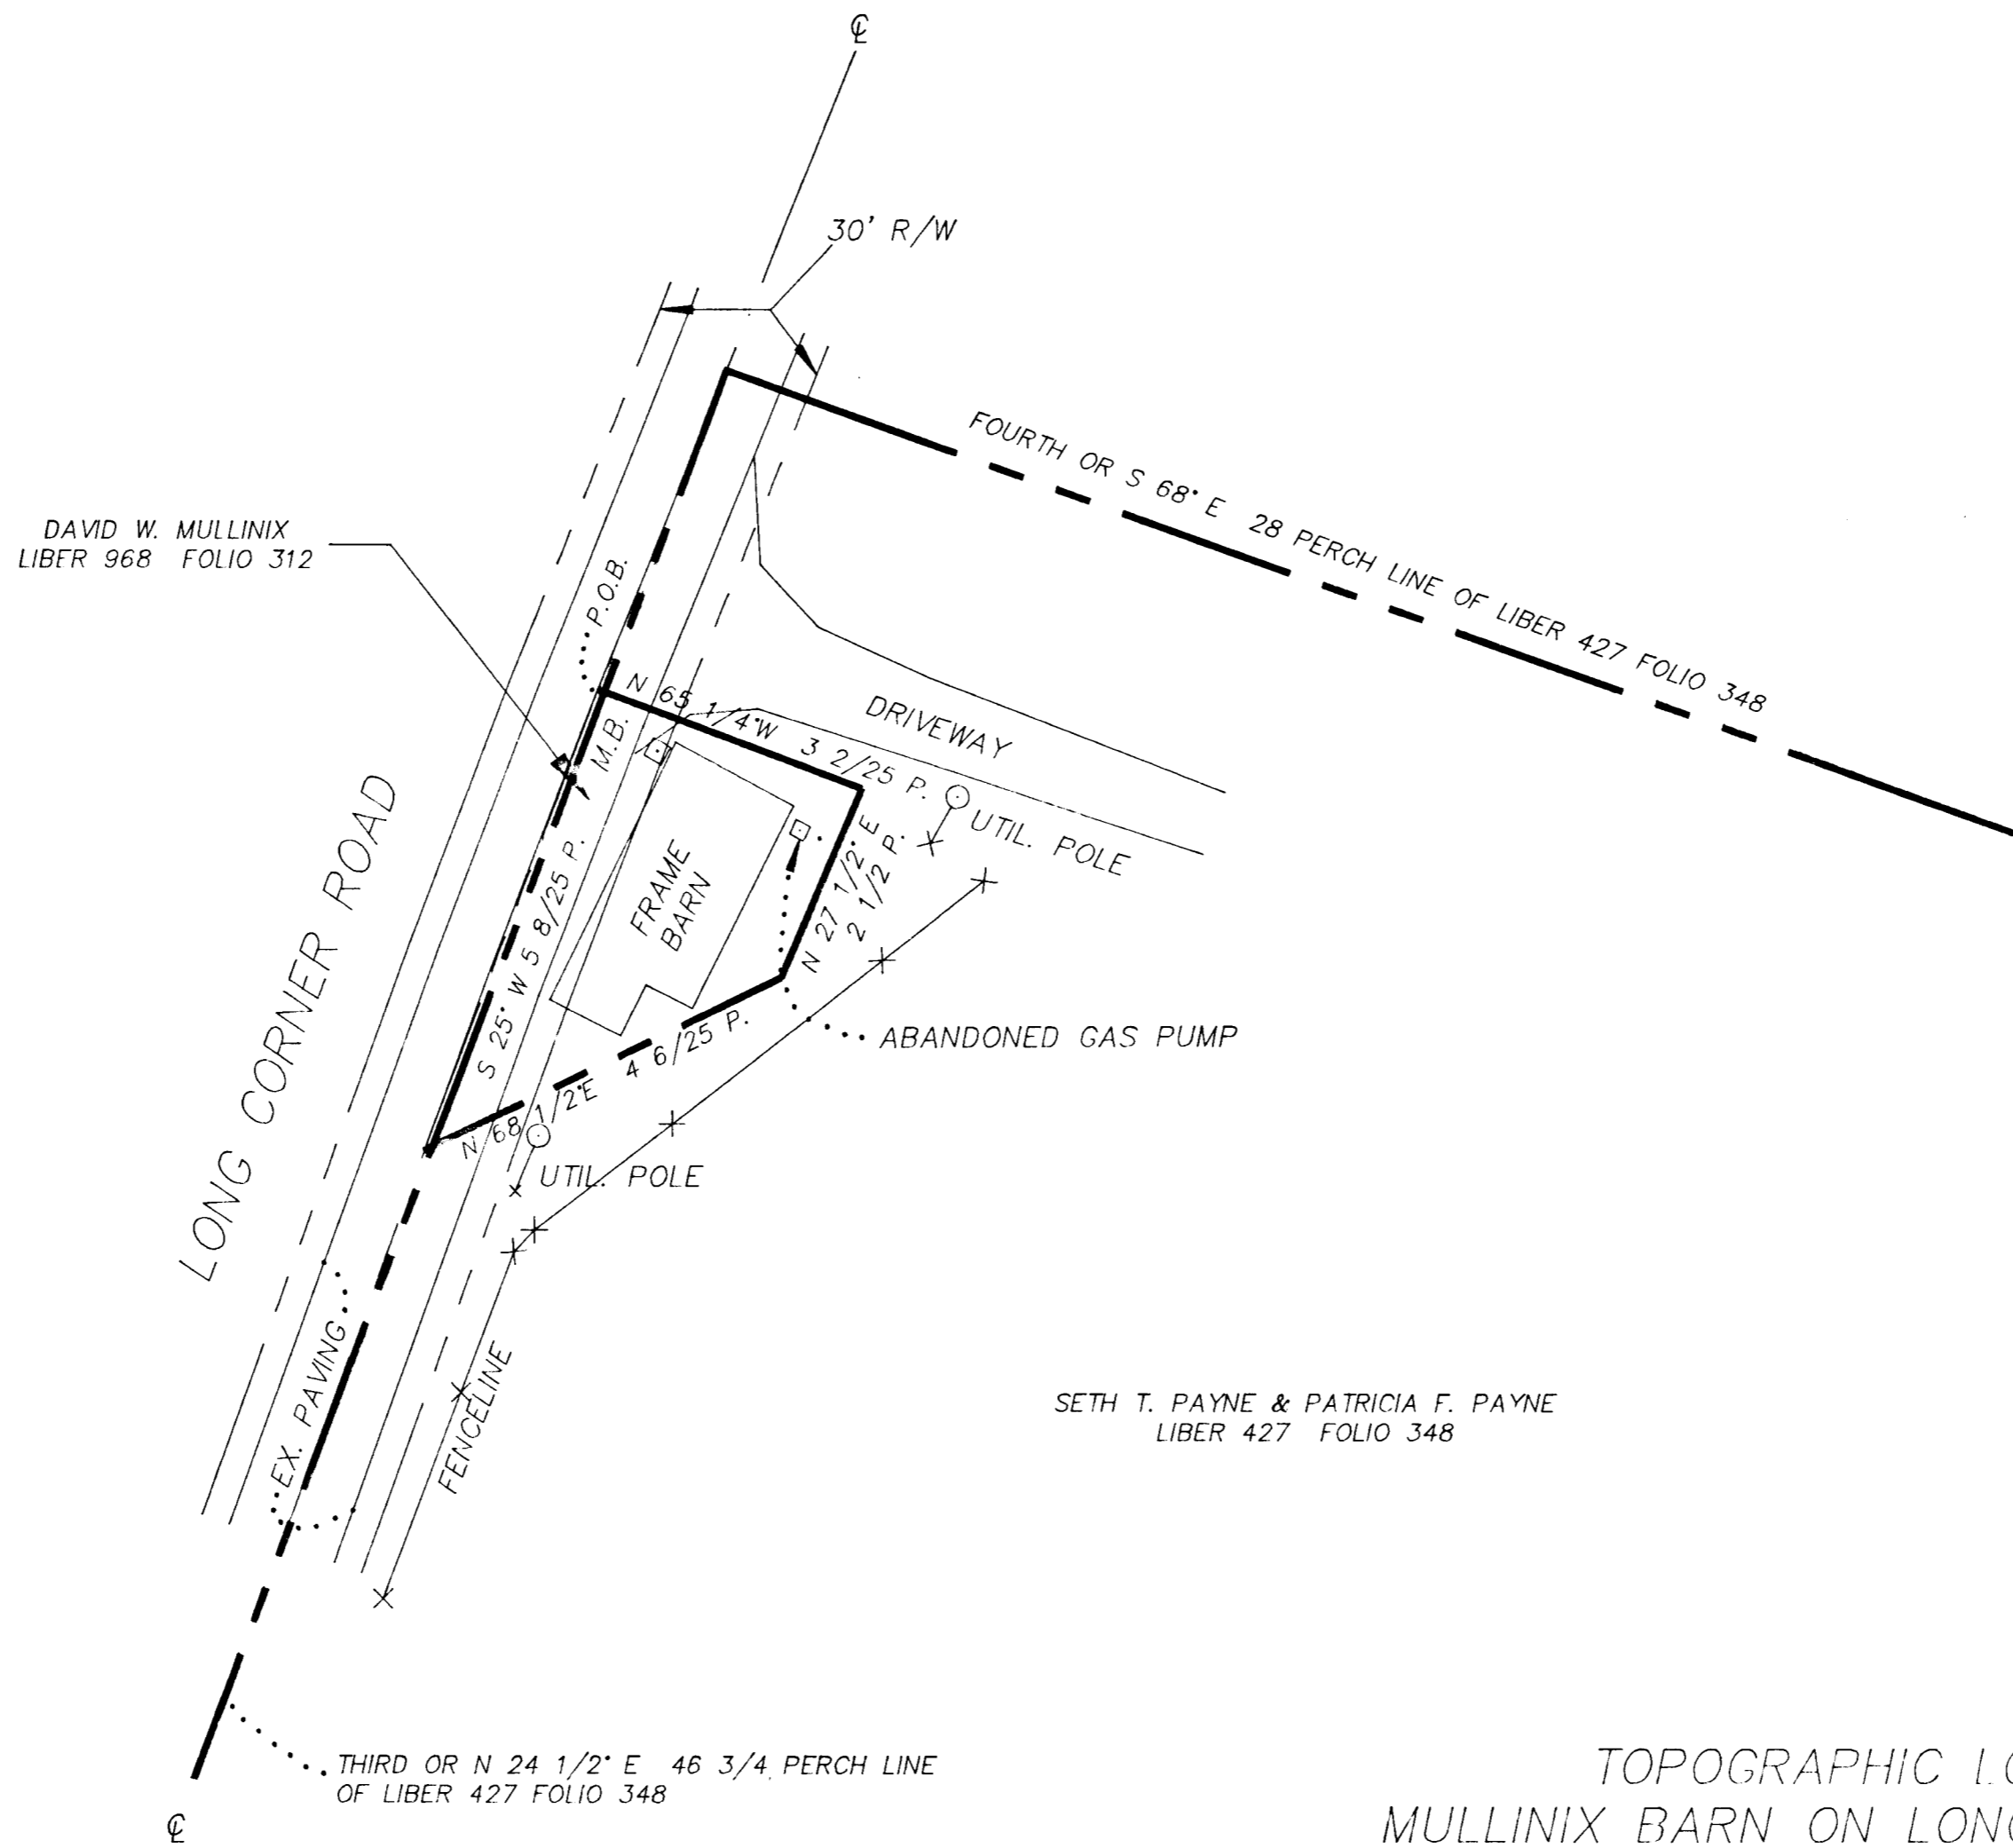 ℄
30' R/W
FOURTH OR S 68° E 28 PERCH LINE OF LIBER 427 FOLIO 348
DAVID W. MULLINIX
LIBER 968 FOLIO 312
P.O.B.
N 65 1/4°W 3 2/25 P.
M.B.
DRIVEWAY
UTIL. POLE
N 27 1/2° E
2 1/2 P.
FRAME
BARN
S 25° W 5 8/25 P.
LONG CORNER ROAD
N 68 1/2°E 4 6/25 P.
ABANDONED GAS PUMP
UTIL. POLE
EX. PAVING
FENCELINE
SETH T. PAYNE & PATRICIA F. PAYNE
LIBER 427 FOLIO 348
THIRD OR N 24 1/2° E 46 3/4 PERCH LINE
OF LIBER 427 FOLIO 348
℄
TOPOGRAPHIC LO
MULLINIX BARN ON LONG